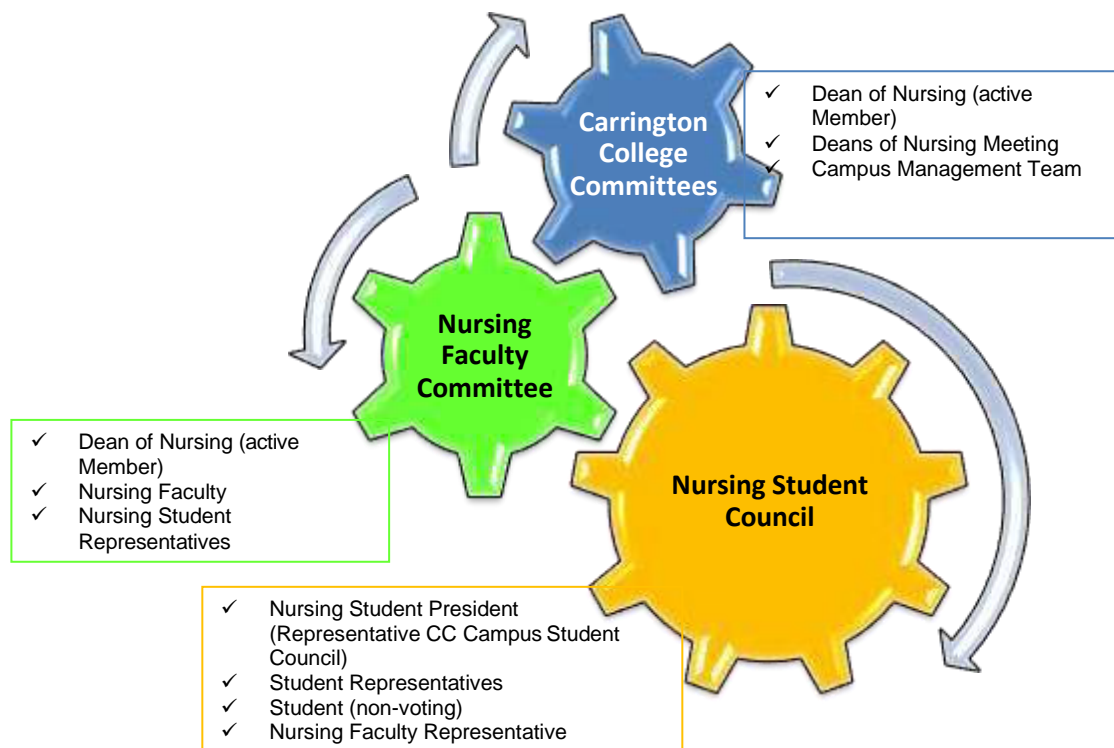 Carrington
College
Committees
✓ Dean of Nursing (active
Member)
✓ Deans of Nursing Meeting
✓ Campus Management Team
Nursing
Faculty
Committee
✓ Dean of Nursing (active
Member)
✓ Nursing Faculty
✓ Nursing Student
Representatives
Nursing Student
Council
✓ Nursing Student President
(Representative CC Campus Student
Council)
✓ Student Representatives
✓ Student (non-voting)
✓ Nursing Faculty Representative